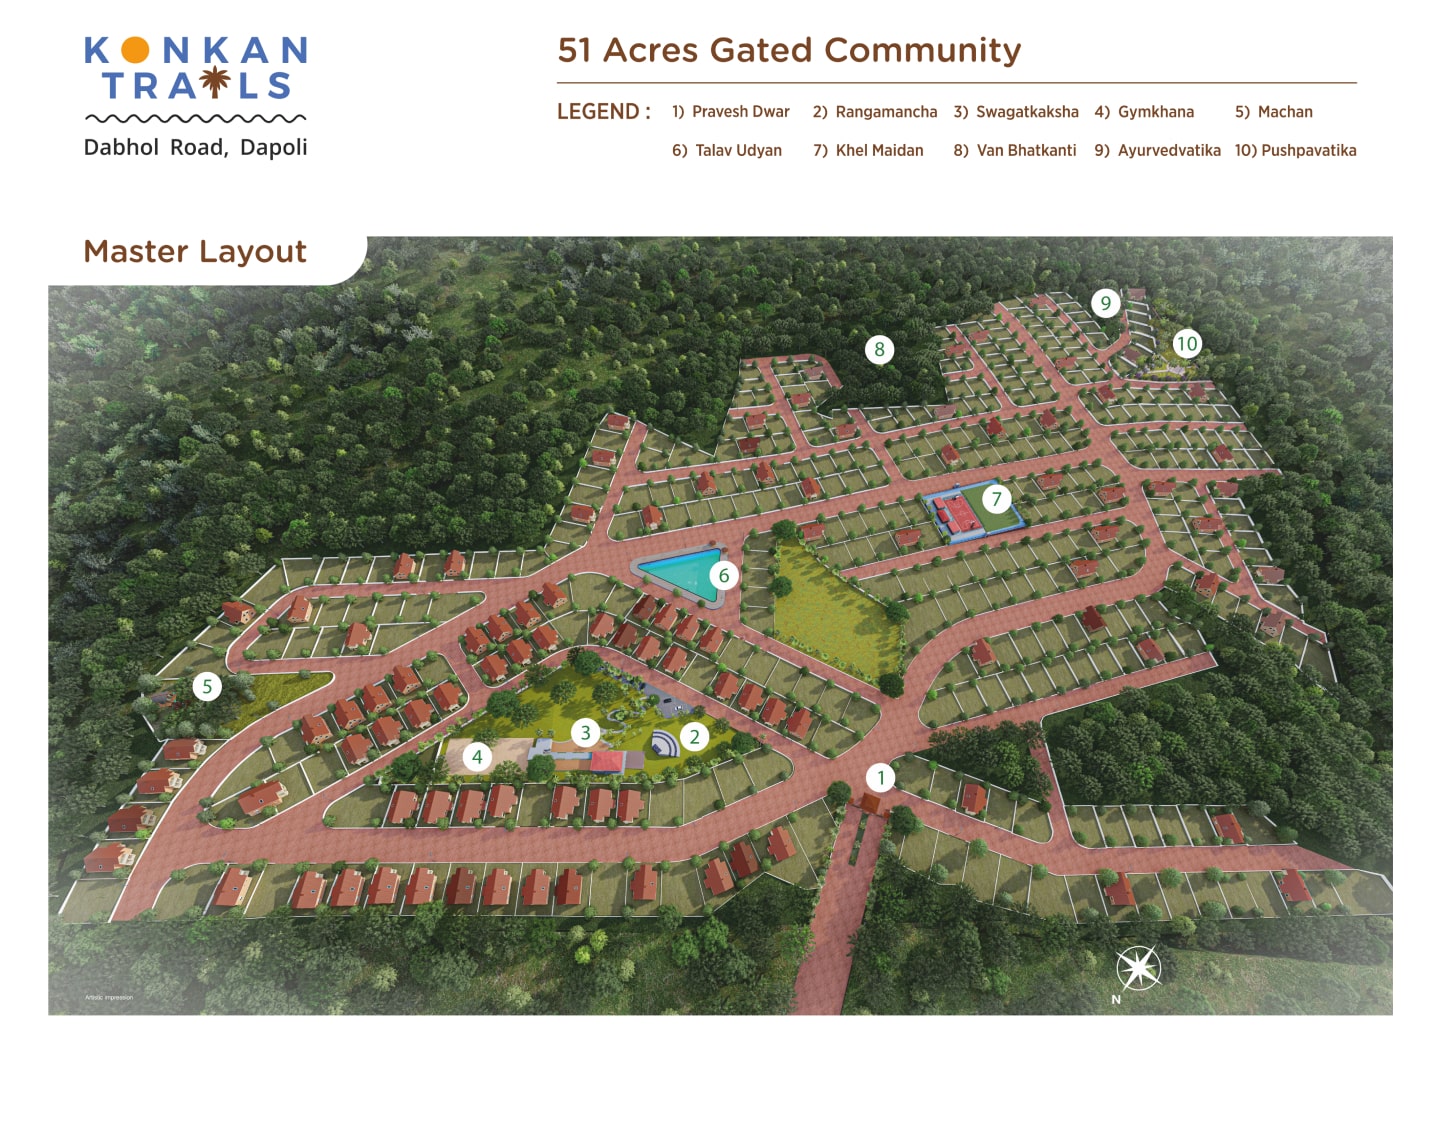 KONKAN
TRAILS
Dabhol Road, Dapoli
51 Acres Gated Community
LEGEND : 1) Pravesh Dwar 2) Rangamancha 3) Swagatkaksha 4) Gymkhana 5) Machan
6) Talav Udyan 7) Khel Maidan 8) Van Bhatkanti 9) Ayurvedvatika 10) Pushpavatika
Master Layout
9
10
8
7
6
5
3
2
4
1
N
Artistic impression